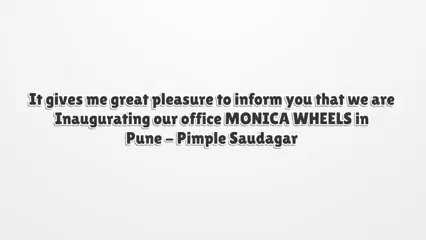 It gives me great pleasure to inform you that we are
Inaugurating our office MONICA WHEELS in
Pune - Pimple Saudagar